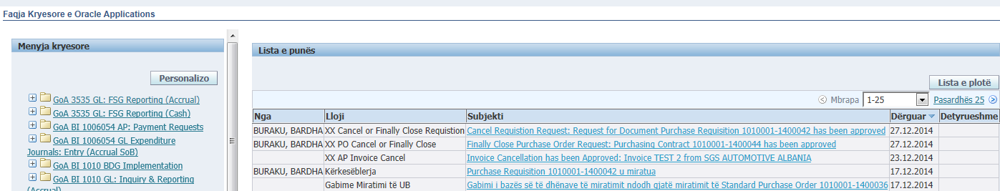 Faqja Kryesore e Oracle Applications
Menyja kryesore
Personalizo
GoA 3535 GL: FSG Reporting (Accrual)
GoA 3535 GL: FSG Reporting (Cash)
GoA BI 1006054 AP: Payment Requests
GoA BI 1006054 GL Expenditure
Journals: Entry (Accrual SoB)
GoA BI 1010 BDG Implementation
GoA BI 1010 GL: Inquiry & Reporting
(Accrual)
Lista e punës
Lista e plotë
Mbrapa 1-25 Pasardhës 25
Nga Lloji Subjekti Dërguar Detyrueshme
BURAKU, BARDHA XX Cancel or Finally Close Requistion Cancel Requistion Request: Request for Document Purchase Requisition 1010001-1400042 has been approved 27.12.2014
BURAKU, BARDHA XX PO Cancel or Finally Close Finally Close Purchase Order Request: Purchasing Contract 1010001-1400044 has been approved 27.12.2014
XX AP Invoice Cancel Invoice Cancellation has been Approved: Invoice TEST 2 from SGS AUTOMOTIVE ALBANIA 23.12.2014
BURAKU, BARDHA Kërkesëblerja Purchase Requisition 1010001-1400042 u miratua 17.12.2014
Gabime Miratimi të UB Gabimi i bazës së të dhënave të miratimit ndodh gjatë miratimit të Standard Purchase Order 1010001-1400036 17.12.2014